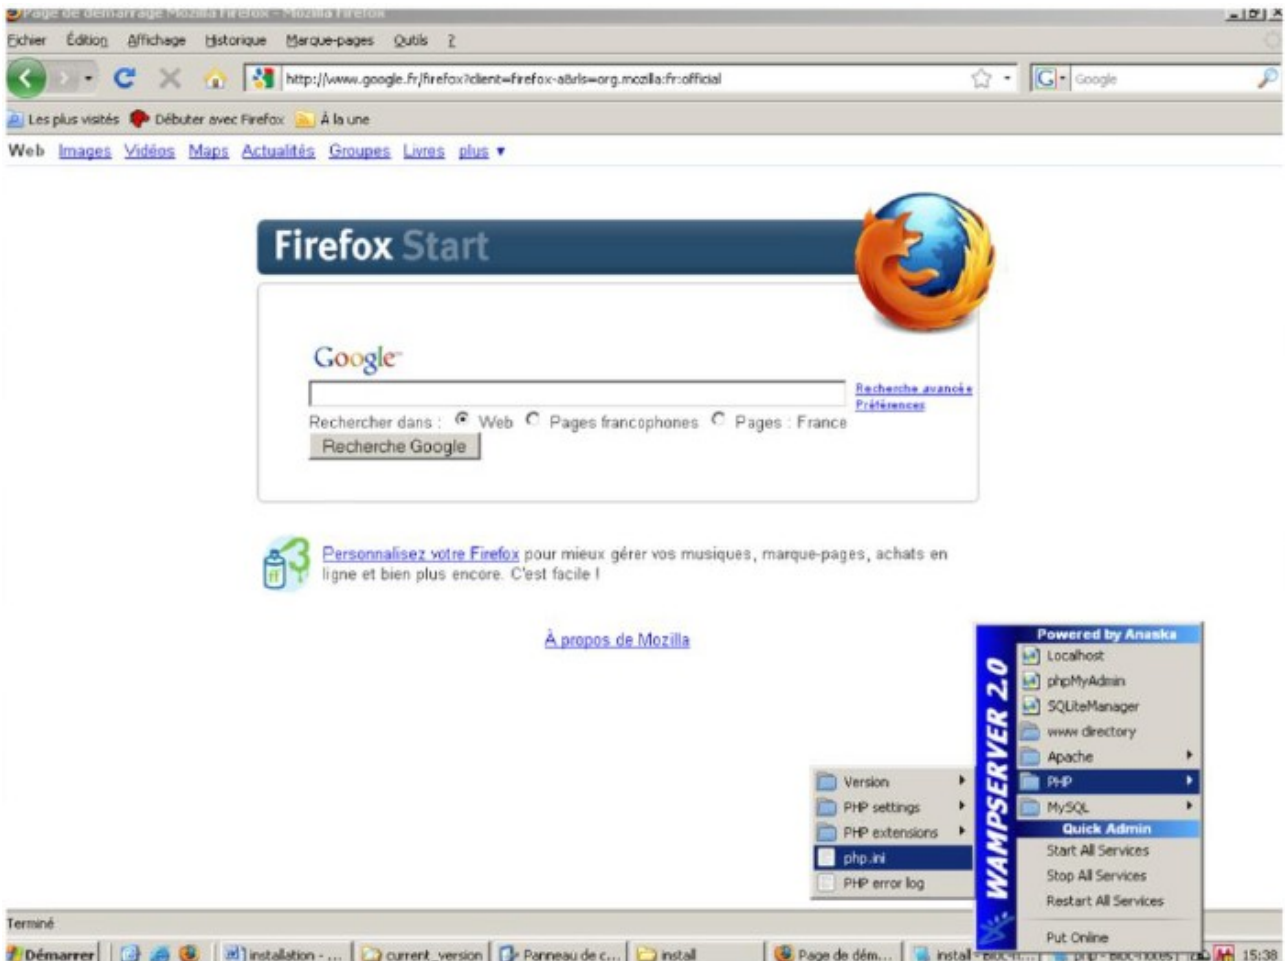 Page de démarrage Mozilla Firefox - Mozilla Firefox
Fichier Édition Affichage Historique Marque-pages Outils ?
http://www.google.fr/firefox?client=firefox-a&rls=org.mozilla:fr:official
G Google
Les plus visités Débuter avec Firefox À la une
Web Images Vidéos Maps Actualités Groupes Livres plus ▼
Firefox Start
Google
Recherche avancée
Préférences
Rechercher dans : Web Pages francophones Pages : France
Recherche Google
Personnalisez votre Firefox pour mieux gérer vos musiques, marque-pages, achats en
ligne et bien plus encore. C'est facile !
À propos de Mozilla
WAMPSERVER 2.0
Powered by Anaska
Localhost
phpMyAdmin
SQLiteManager
www directory
Apache
PHP
MySQL
Quick Admin
Start All Services
Stop All Services
Restart All Services
Put Online
Version
PHP settings
PHP extensions
php.ini
PHP error log
Terminé
Démarrer installation - ... current_version Panneau de c... install Page de dém... install - Bloc-n... php - Bloc-notes 15:38